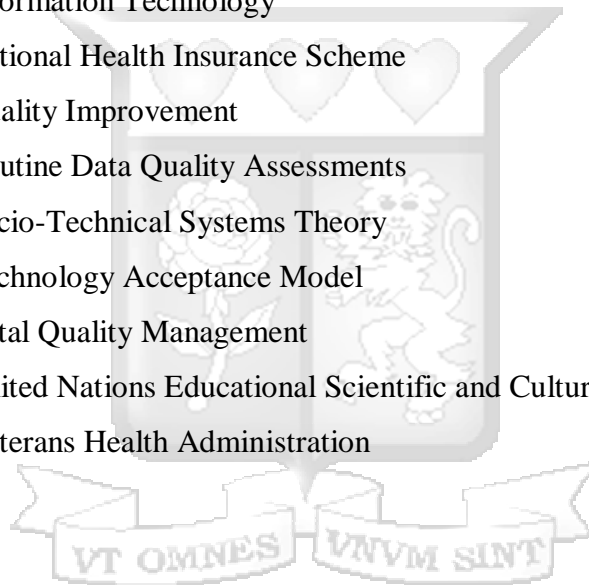 formation Technology
tional Health Insurance Scheme
ality Improvement
utine Data Quality Assessments
cio-Technical Systems Theory
chnology Acceptance Model
tal Quality Management
ited Nations Educational Scientific and Cultur
terans Health Administration
VT OMNES VNVM SINT